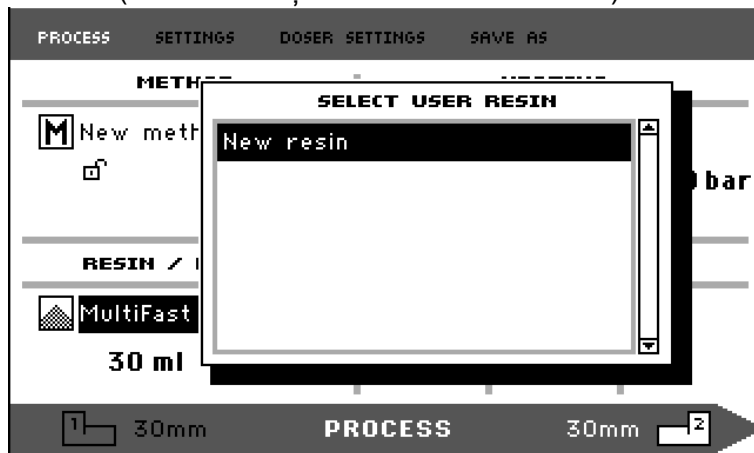 PROCESS SETTINGS DOSER SETTINGS SAVE AS
SELECT USER RESIN
M New meth
New resin
bar
RESIN /
MultiFast
30 ml
1 30mm PROCESS 30mm 2